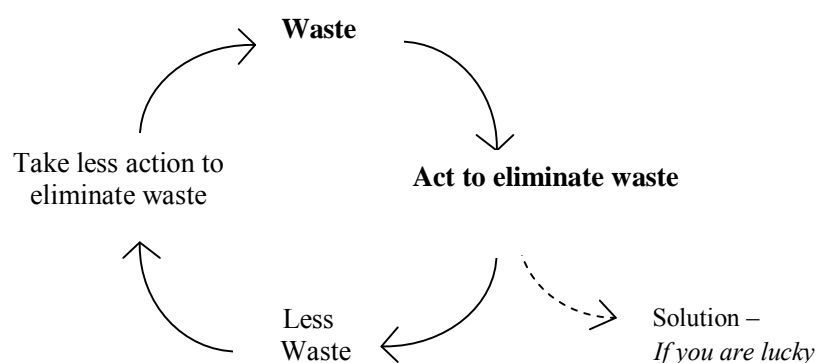 Waste
Act to eliminate waste
Take less action to
eliminate waste
Less
Waste
Solution –
If you are lucky